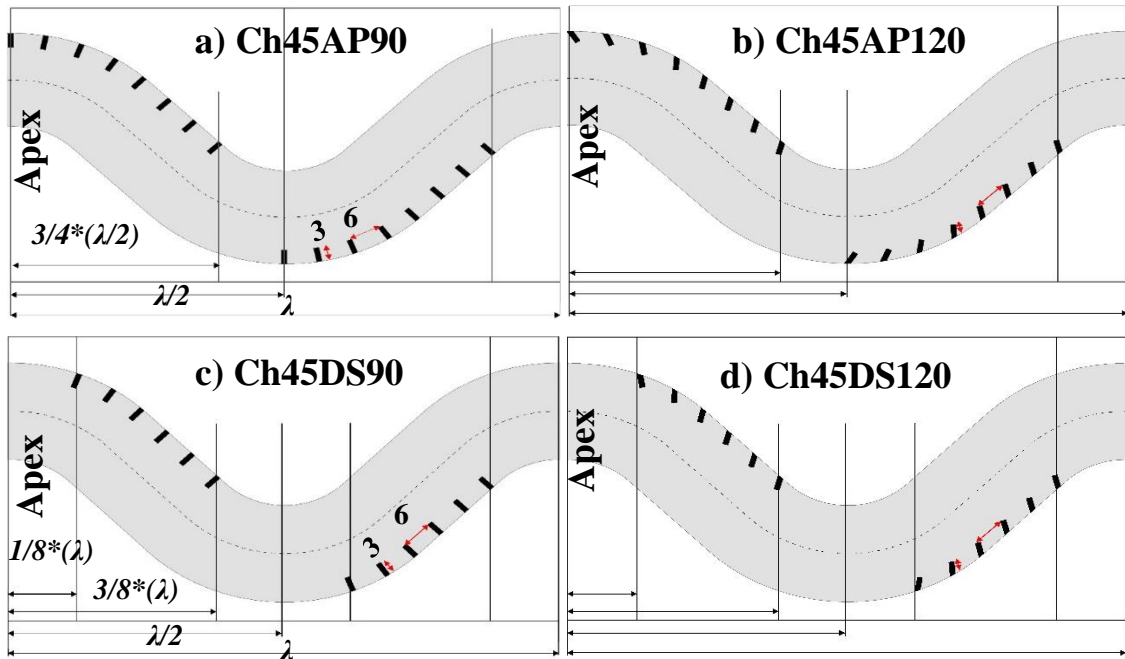 a) Ch45AP90
Apex
3/4*(λ/2)
3
6
λ/2
λ
b) Ch45AP120
Apex
c) Ch45DS90
Apex
1/8*(λ)
3/8*(λ)
3
6
λ/2
λ
d) Ch45DS120
Apex